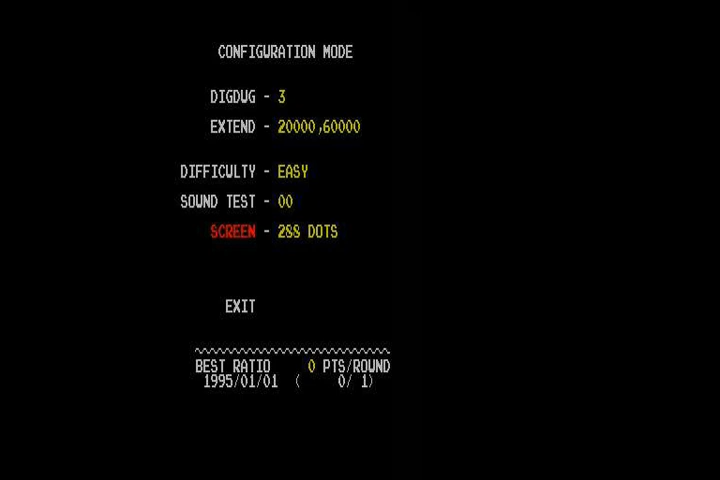 CONFIGURATION MODE
DIGDUG - 3
EXTEND - 20000,60000
DIFFICULTY - EASY
SOUND TEST - 00
SCREEN - 288 DOTS
EXIT
BEST RATIO 0 PTS/ROUND
1995/01/01 ( 0/ 1)